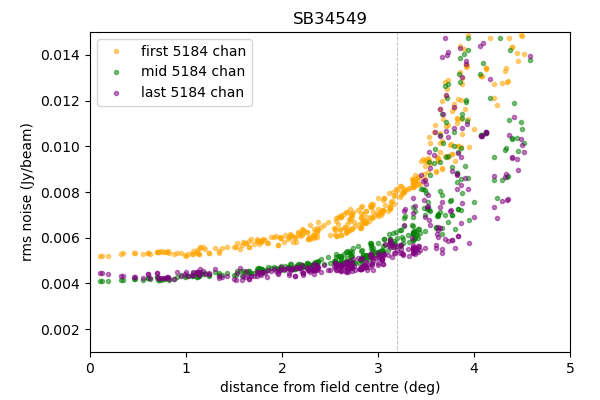 SB34549
first 5184 chan
mid 5184 chan
last 5184 chan
0.014
0.012
0.010
0.008
0.006
0.004
0.002
rms noise (Jy/beam)
0 1 2 3 4 5
distance from field centre (deg)